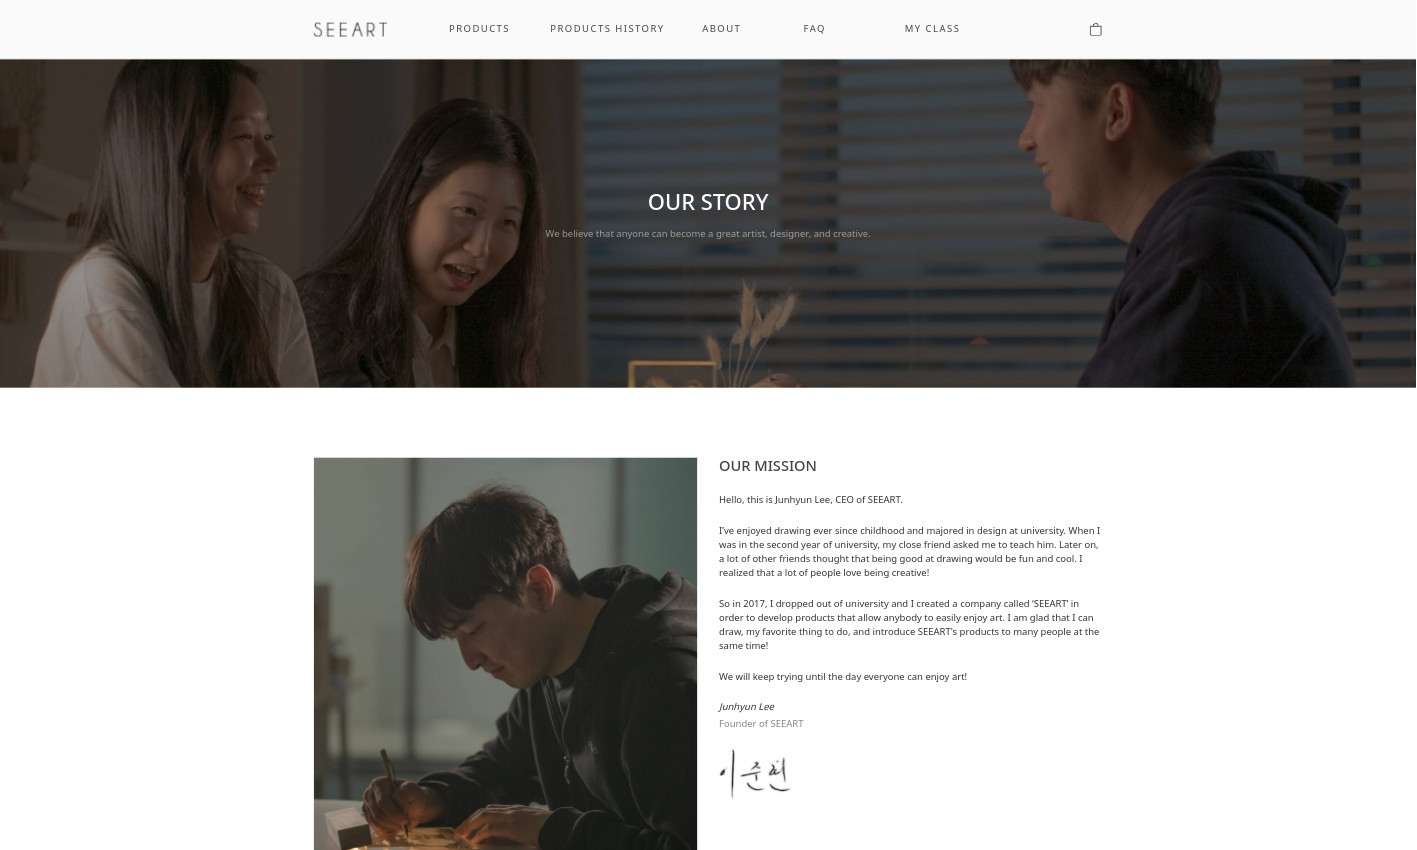 SEEART
PRODUCTS
PRODUCTS HISTORY
ABOUT
FAQ
MY CLASS
OUR STORY
We believe that anyone can become a great artist, designer, and creative.
OUR MISSION
Hello, this is Junhyun Lee, CEO of SEEART.
I've enjoyed drawing ever since childhood and majored in design at university. When I
was in the second year of university, my close friend asked me to teach him. Later on,
a lot of other friends thought that being good at drawing would be fun and cool. I
realized that a lot of people love being creative!
So in 2017, I dropped out of university and I created a company called ‘SEEART’ in
order to develop products that allow anybody to easily enjoy art. I am glad that I can
draw, my favorite thing to do, and introduce SEEART's products to many people at the
same time!
We will keep trying until the day everyone can enjoy art!
Junhyun Lee
Founder of SEEART
이준현